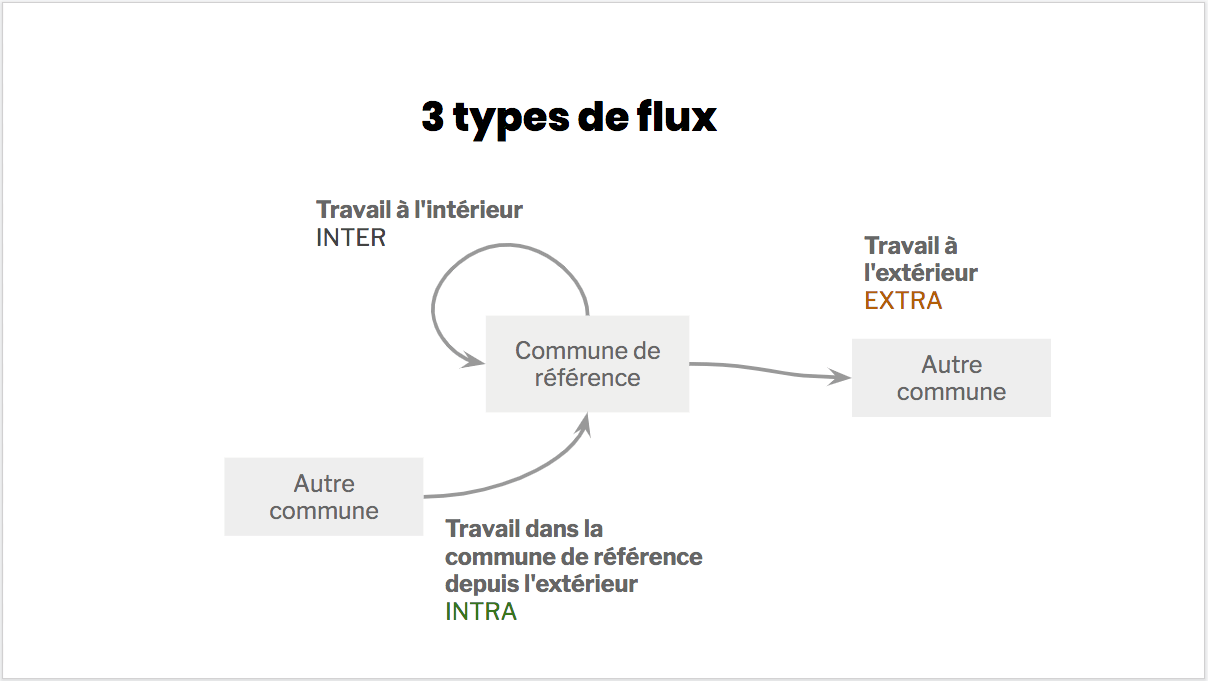 3 types de flux
Travail à l'intérieur
INTER
Travail à
l'extérieur
EXTRA
Commune de
référence
Autre
commune
Autre
commune
Travail dans la
commune de référence
depuis l'extérieur
INTRA